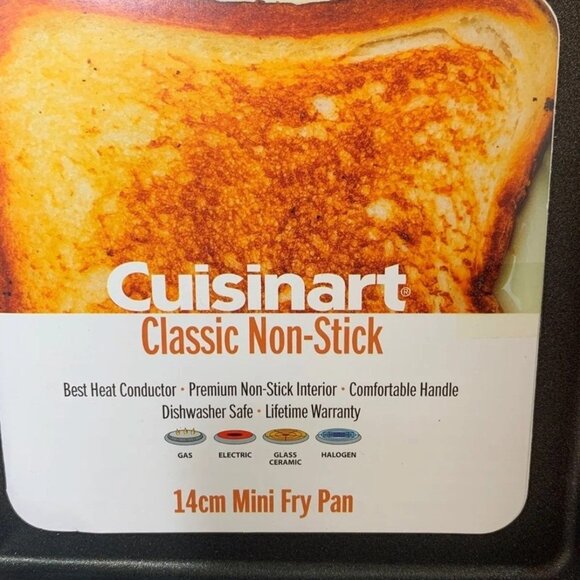 Cuisinart®
Classic Non-Stick
Best Heat Conductor • Premium Non-Stick Interior • Comfortable Handle
Dishwasher Safe • Lifetime Warranty
GAS ELECTRIC GLASS CERAMIC HALOGEN
14cm Mini Fry Pan